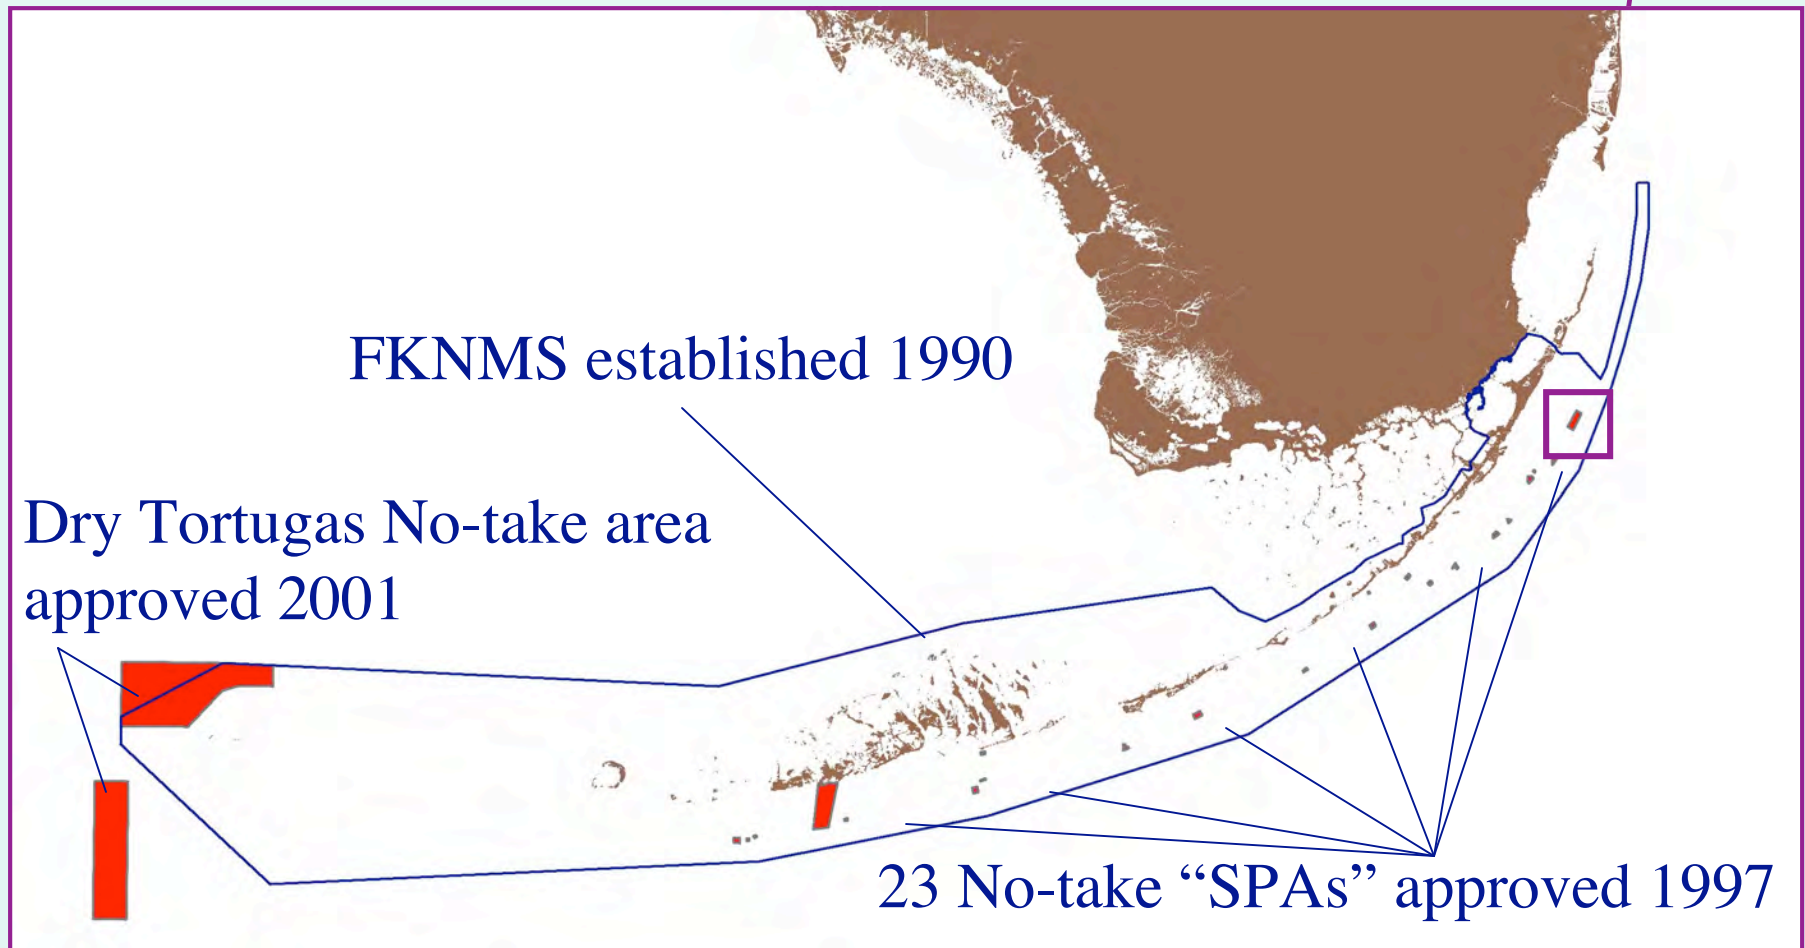 FKNMS established 1990
Dry Tortugas No-take area
approved 2001
23 No-take “SPAs” approved 1997